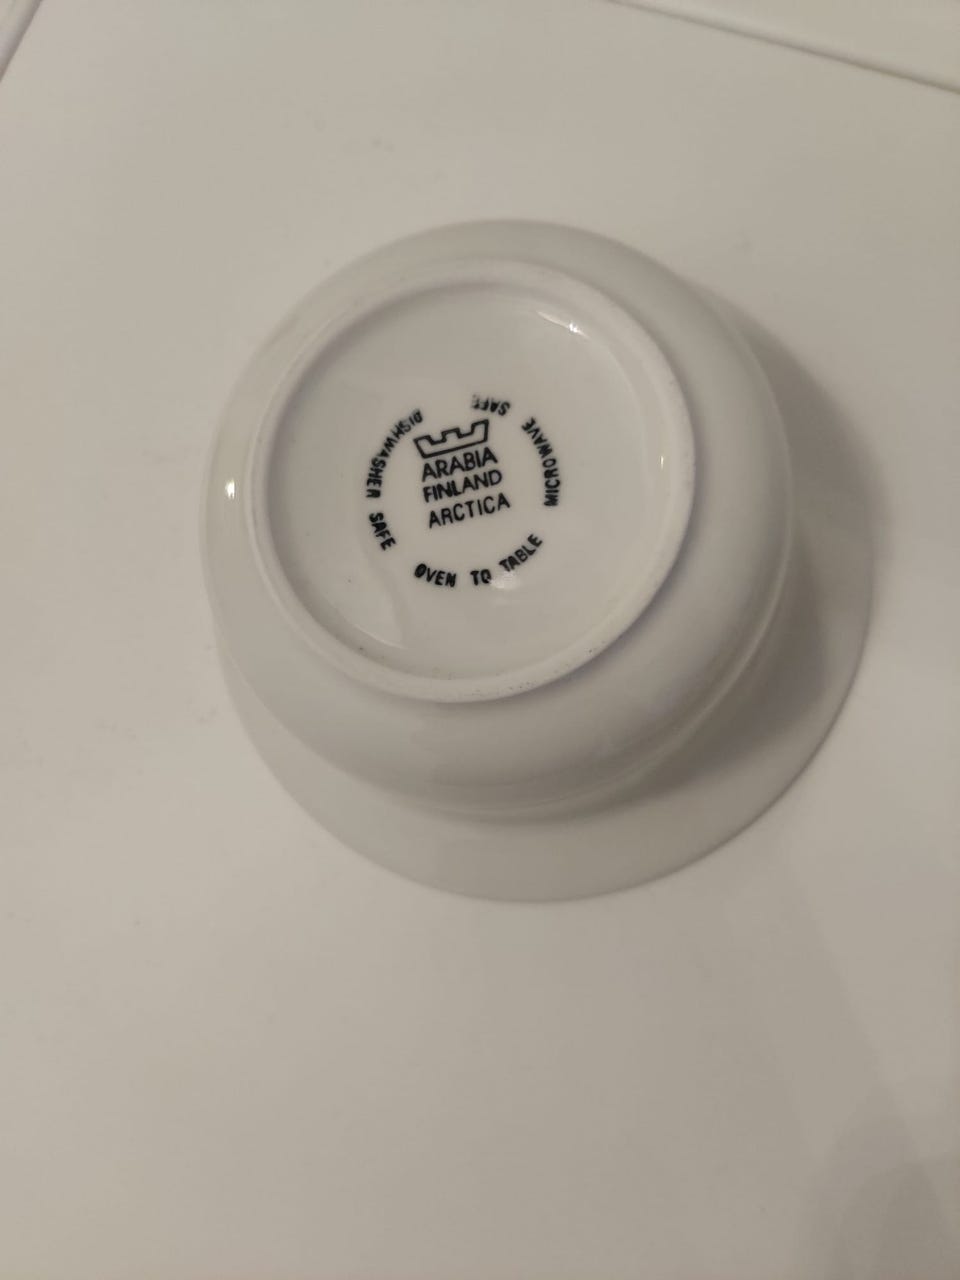 ARABIA
FINLAND
ARCTICA
DISHWASHER SAFE
OVEN TO TABLE
MICROWAVE SAFE